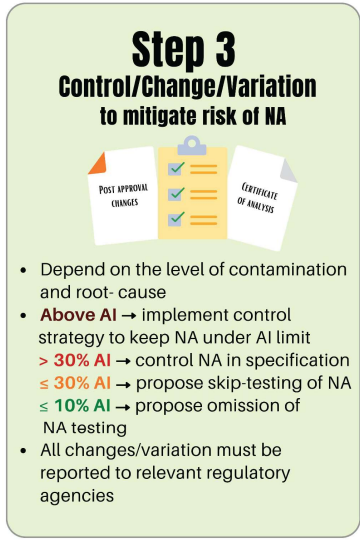 Step 3
Control/Change/Variation
to mitigate risk of NA
POST APPROVAL
CHANGES
CERTIFICATE
OF ANALYSIS
• Depend on the level of contamination
and root- cause
• Above AI → implement control
strategy to keep NA under AI limit
> 30% AI → control NA in specification
≤ 30% AI → propose skip-testing of NA
≤ 10% AI → propose omission of
NA testing
• All changes/variation must be
reported to relevant regulatory
agencies